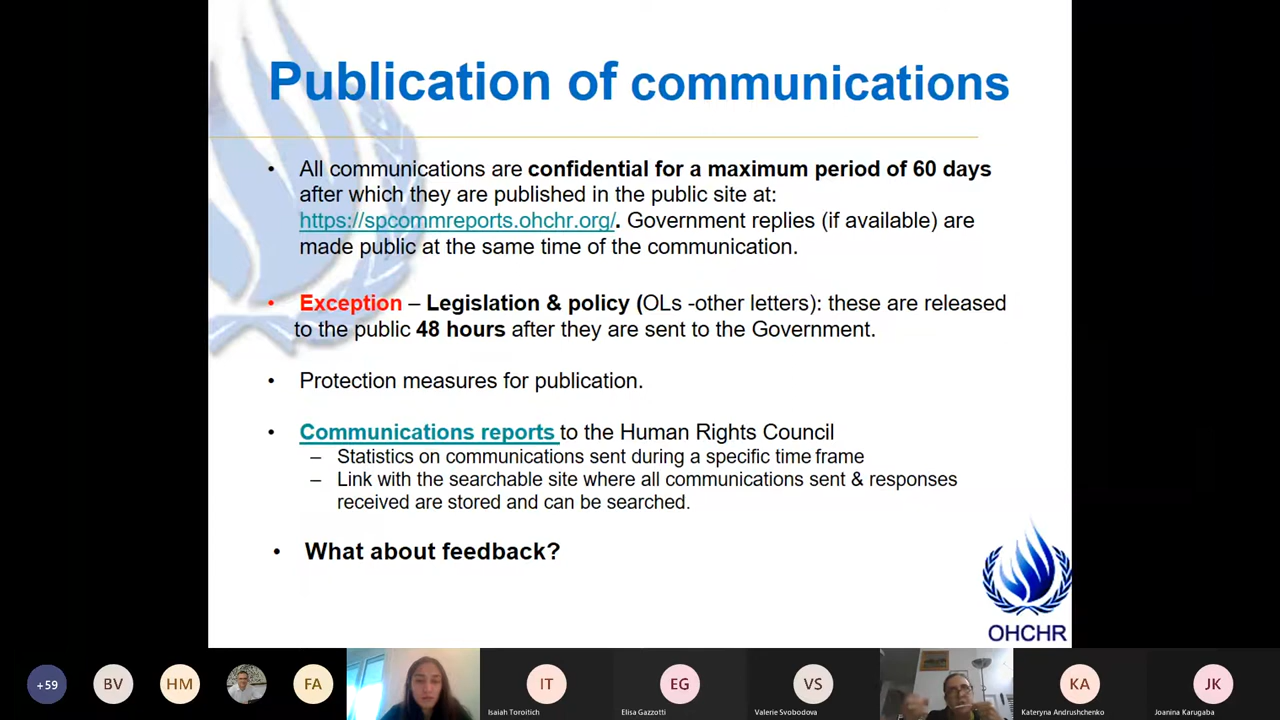 Publication of communications
• All communications are confidential for a maximum period of 60 days
after which they are published in the public site at:
https://spcommreports.ohchr.org/. Government replies (if available) are
made public at the same time of the communication.
• Exception – Legislation & policy (OLs -other letters): these are released
to the public 48 hours after they are sent to the Government.
• Protection measures for publication.
• Communications reports to the Human Rights Council
– Statistics on communications sent during a specific time frame
– Link with the searchable site where all communications sent & responses
received are stored and can be searched.
• What about feedback?
OHCHR
+59
BV
HM
FA
IT
Isaiah Toroitich
EG
Elisa Gazzotti
VS
Valerie Svobodova
KA
Kateryna Andrushchenko
JK
Joanina Karugaba